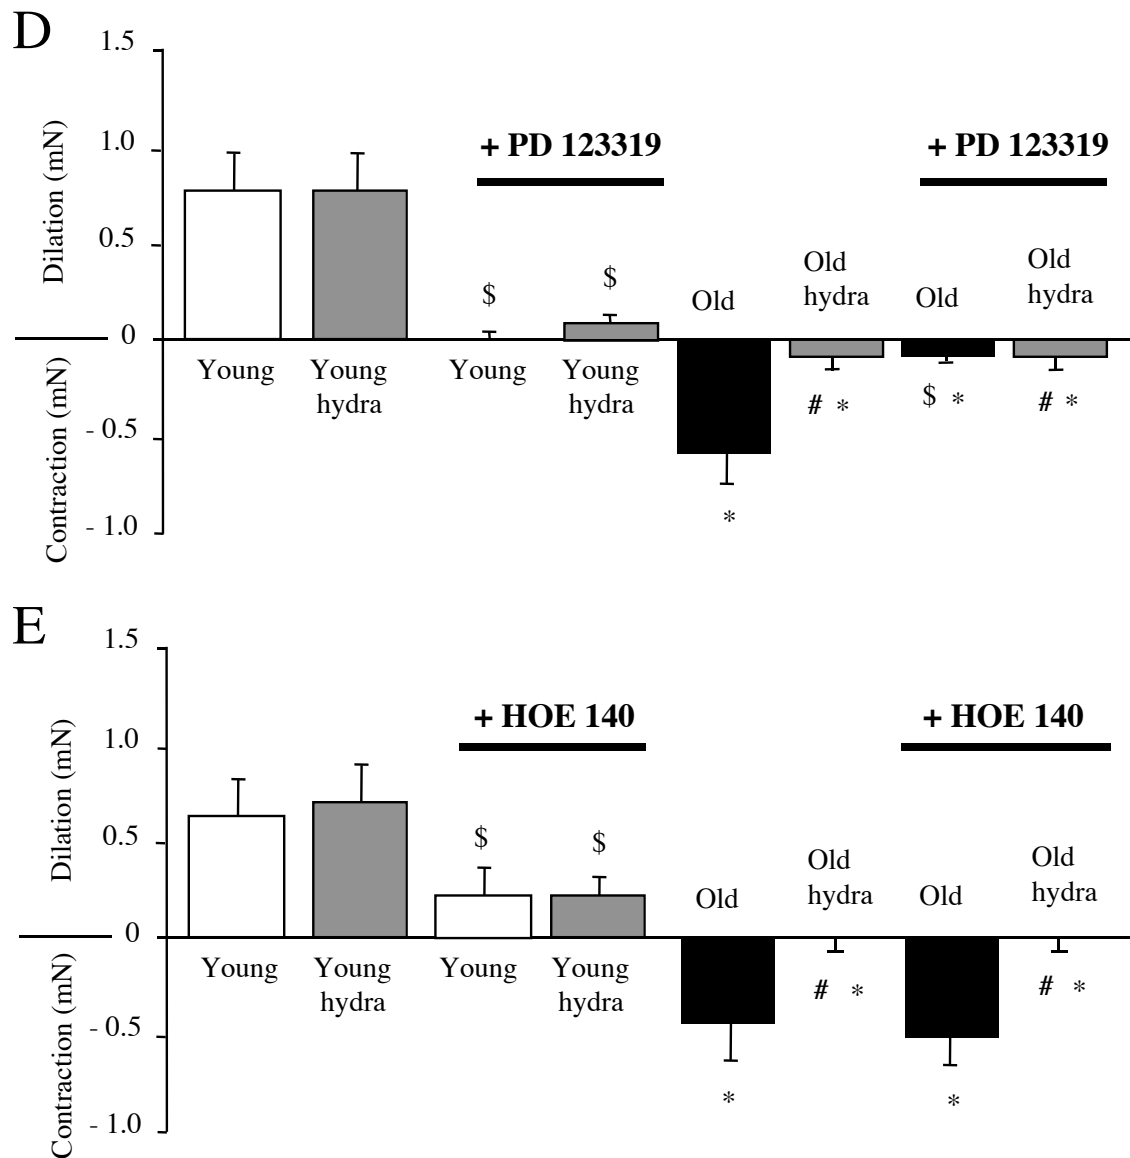 D
1.5
1.0
0.5
0
- 0.5
- 1.0
Dilation (mN)
Contraction (mN)
+ PD 123319
+ PD 123319
$
$
Old
Old
hydra
Old
Old
hydra
Young
Young
hydra
Young
Young
hydra
*
# *
$ *
# *
E
1.5
1.0
0.5
0
- 0.5
- 1.0
Dilation (mN)
Contraction (mN)
+ HOE 140
+ HOE 140
$
$
Old
Old
hydra
Old
Old
hydra
Young
Young
hydra
Young
Young
hydra
*
# *
*
# *